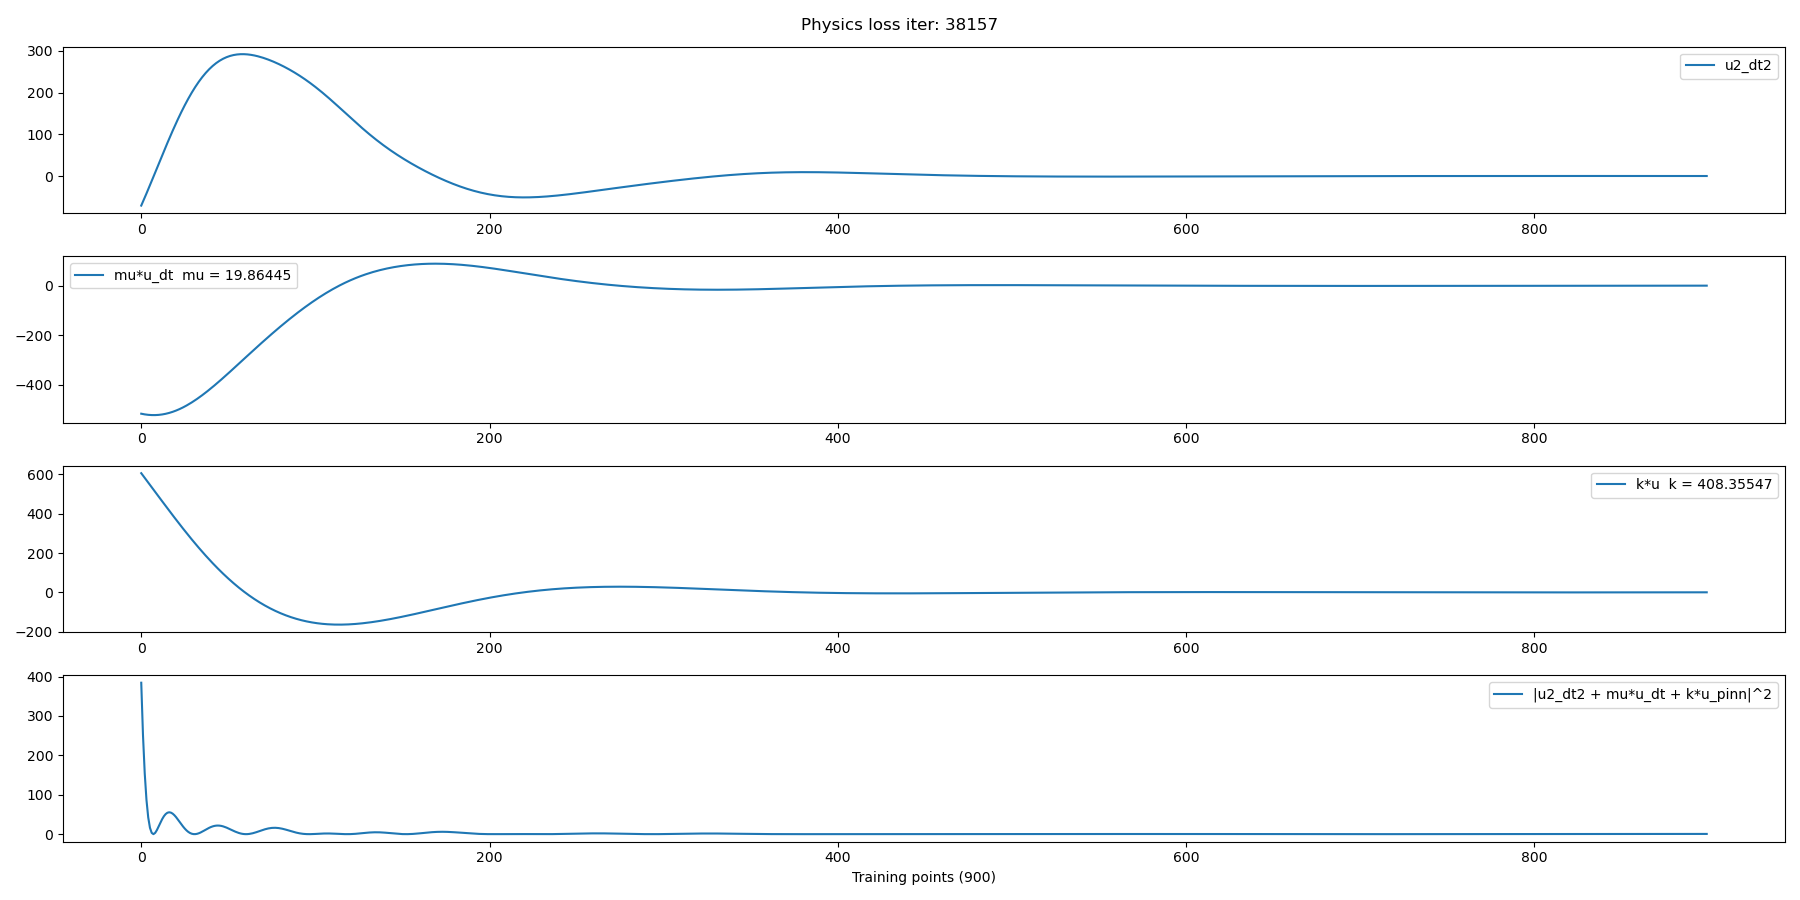 Physics loss iter: 38157
300
200
100
0
u2_dt2
0 200 400 600 800
0
−200
−400
mu*u_dt  mu = 19.86445
0 200 400 600 800
600
400
200
0
−200
k*u  k = 408.35547
0 200 400 600 800
400
300
200
100
0
|u2_dt2 + mu*u_dt + k*u_pinn|^2
0 200 400 600 800
Training points (900)